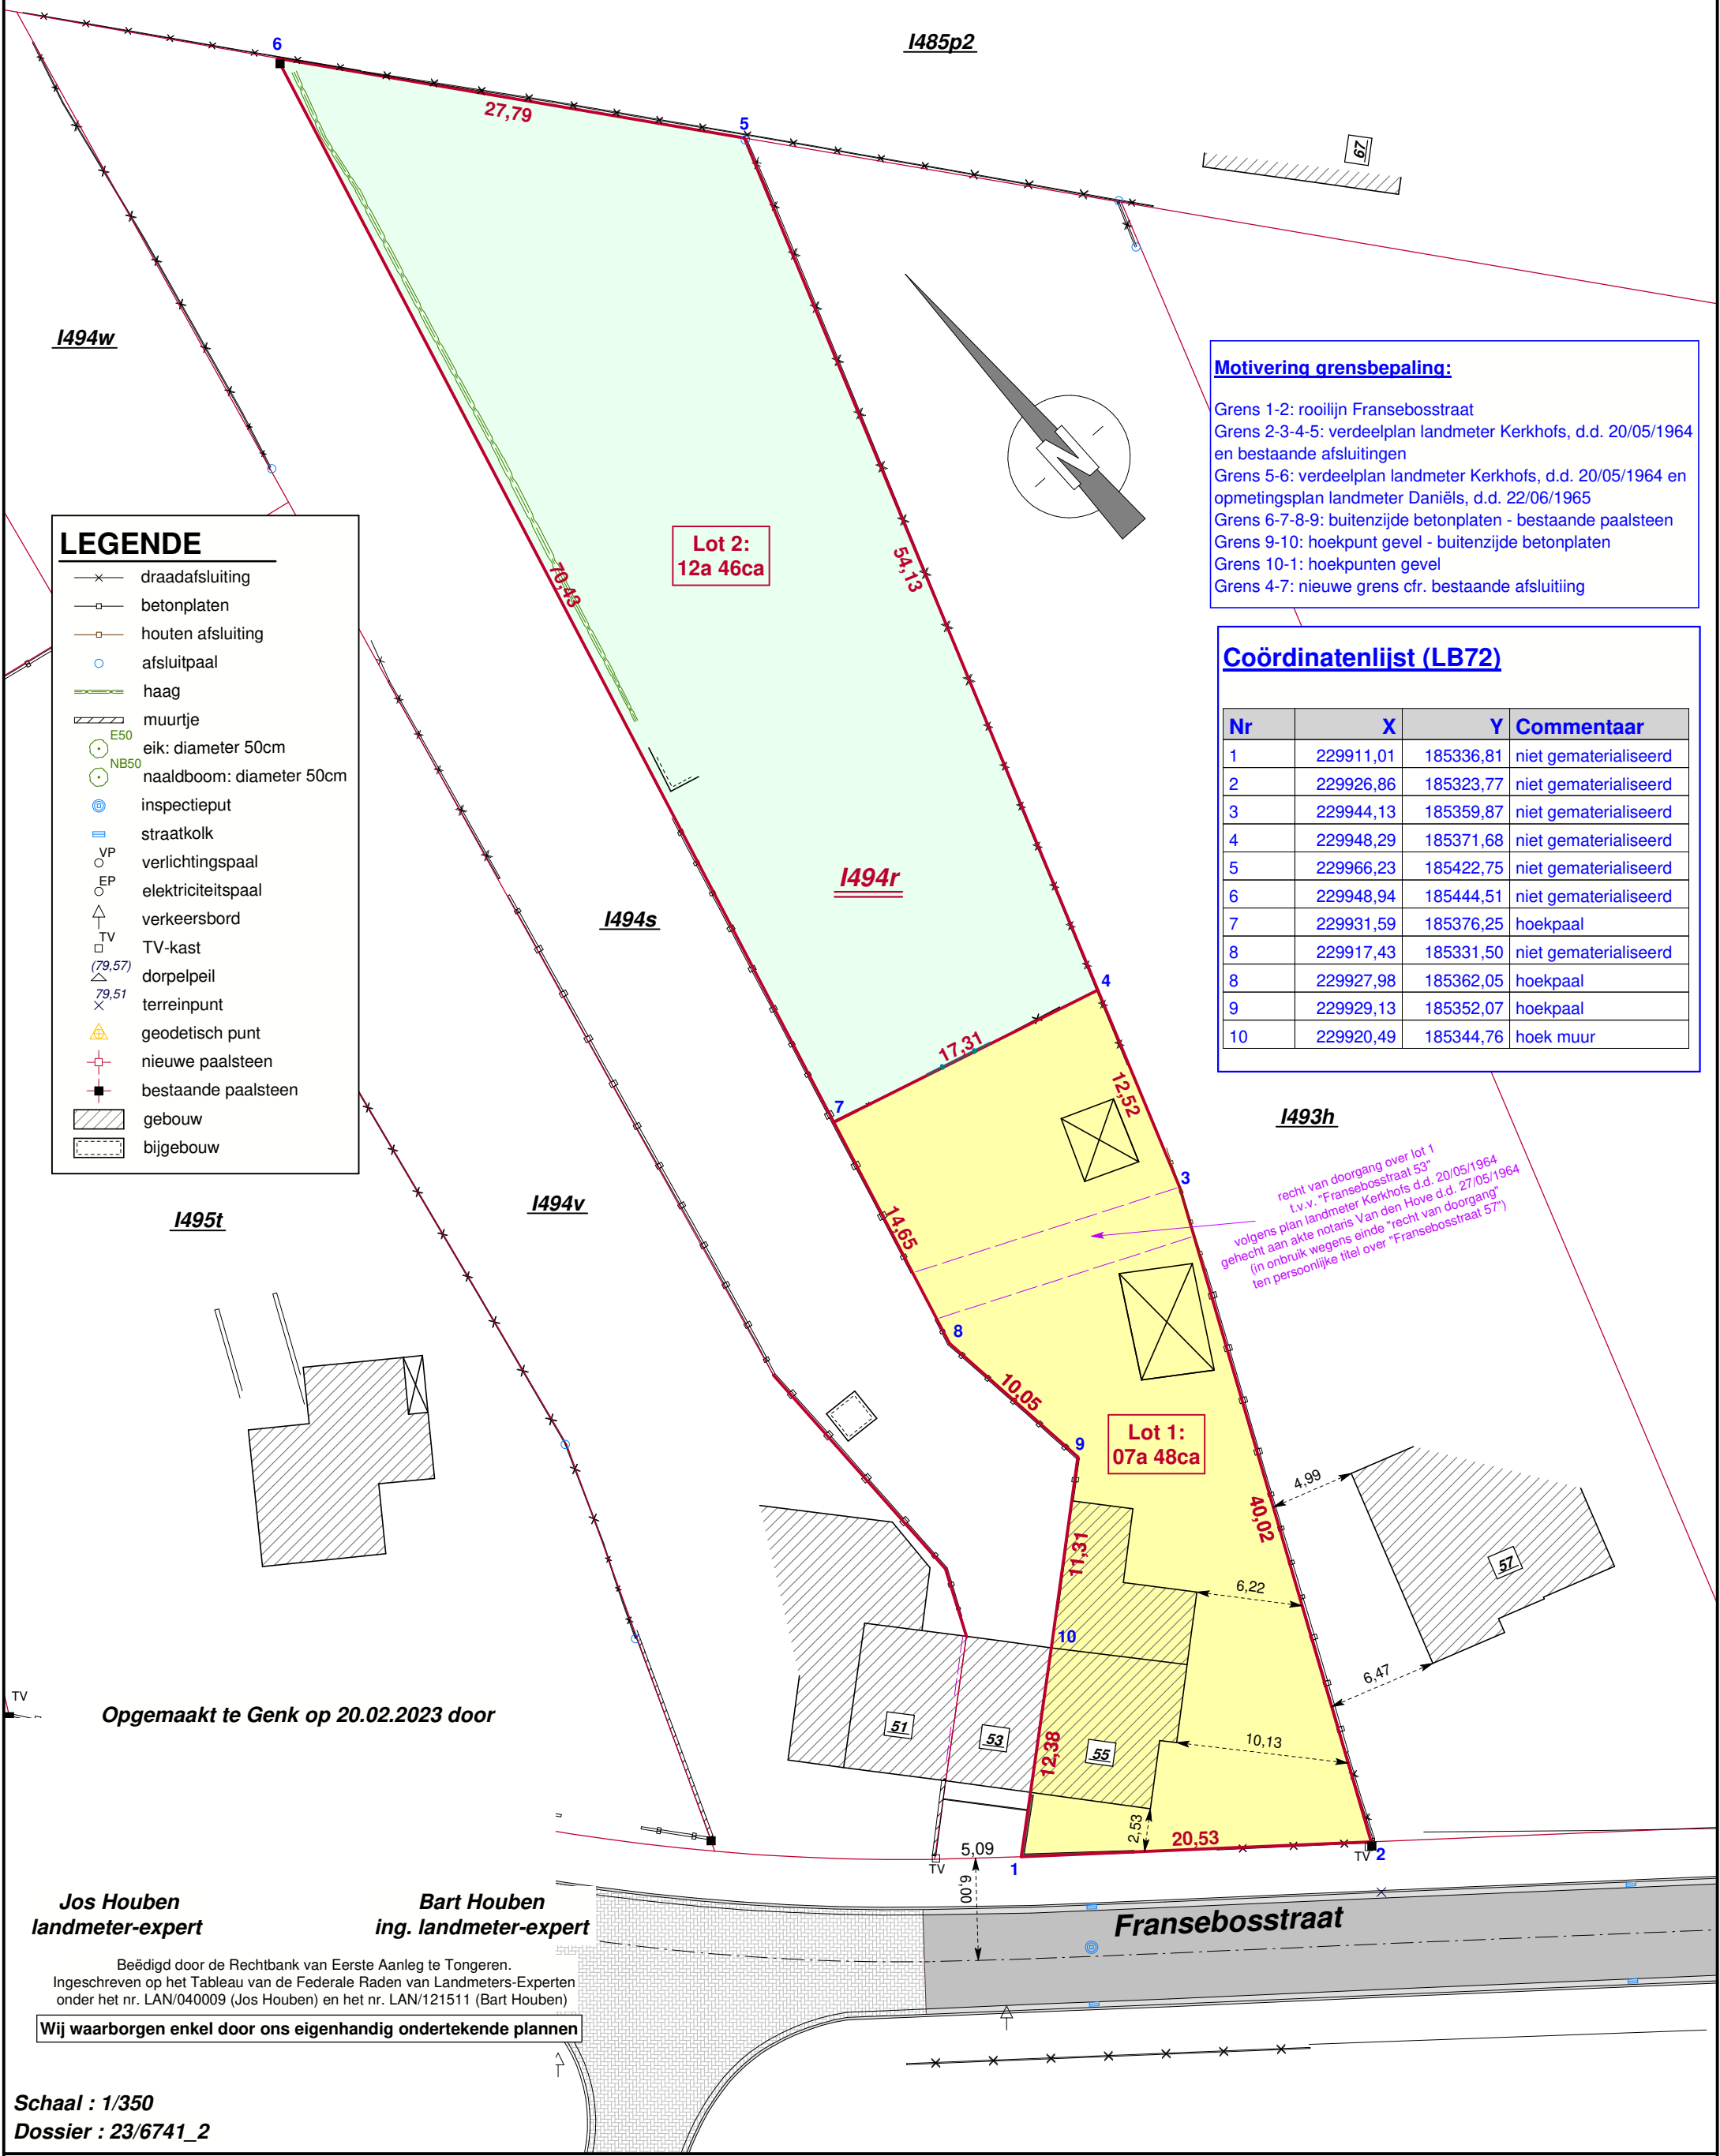 I485p2
6
27,79
5
67
I494w
Motivering grensbepaling:
Grens 1-2: rooilijn Fransebosstraat
Grens 2-3-4-5: verdeelplan landmeter Kerkhofs, d.d. 20/05/1964
en bestaande afsluitingen
Grens 5-6: verdeelplan landmeter Kerkhofs, d.d. 20/05/1964 en
opmetingsplan landmeter Daniëls, d.d. 22/06/1965
Grens 6-7-8-9: buitenzijde betonplaten - bestaande paalsteen
Grens 9-10: hoekpunt gevel - buitenzijde betonplaten
Grens 10-1: hoekpunten gevel
Grens 4-7: nieuwe grens cfr. bestaande afsluitiing
N
Lot 2:
12a 46ca
70,43
54,13
LEGENDE
draadafsluiting
betonplaten
houten afsluiting
afsluitpaal
haag
muurtje
E50 eik: diameter 50cm
NB50 naaldboom: diameter 50cm
inspectieput
straatkolk
VP verlichtingspaal
EP elektriciteitspaal
verkeersbord
TV TV-kast
(79,57) dorpelpeil
79,51 terreinpunt
geodetisch punt
nieuwe paalsteen
bestaande paalsteen
gebouw
bijgebouw
Coördinatenlijst (LB72)
Nr X Y Commentaar
1 229911,01 185336,81 niet gematerialiseerd
2 229926,86 185323,77 niet gematerialiseerd
3 229944,13 185359,87 niet gematerialiseerd
4 229948,29 185371,68 niet gematerialiseerd
5 229966,23 185422,75 niet gematerialiseerd
6 229948,94 185444,51 niet gematerialiseerd
7 229931,59 185376,25 hoekpaal
8 229917,43 185331,50 niet gematerialiseerd
8 229927,98 185362,05 hoekpaal
9 229929,13 185352,07 hoekpaal
10 229920,49 185344,76 hoek muur
I494r
I494s
4
17,31
7
12,52
I493h
3
recht van doorgang over lot 1
t.v.v. "Fransebosstraat 53"
volgens plan landmeter Kerkhofs d.d. 20/05/1964
gehecht aan akte notaris Van den Hove d.d. 27/05/1964
(in onbruik wegens einde "recht van doorgang"
ten persoonlijke titel over "Fransebosstraat 57")
I494v
I495t
14,65
8
10,05
9
Lot 1:
07a 48ca
4,99
40,02
11,31
57
6,22
10
6,47
TV
Opgemaakt te Genk op 20.02.2023 door
51
53
12,38
55
10,13
2,53
20,53
5,09
TV
1
TV
2
9,00
Jos Houben
landmeter-expert
Bart Houben
ing. landmeter-expert
Fransebosstraat
Beëdigd door de Rechtbank van Eerste Aanleg te Tongeren.
Ingeschreven op het Tableau van de Federale Raden van Landmeters-Experten
onder het nr. LAN/040009 (Jos Houben) en het nr. LAN/121511 (Bart Houben)
Wij waarborgen enkel door ons eigenhandig ondertekende plannen
Schaal : 1/350
Dossier : 23/6741_2